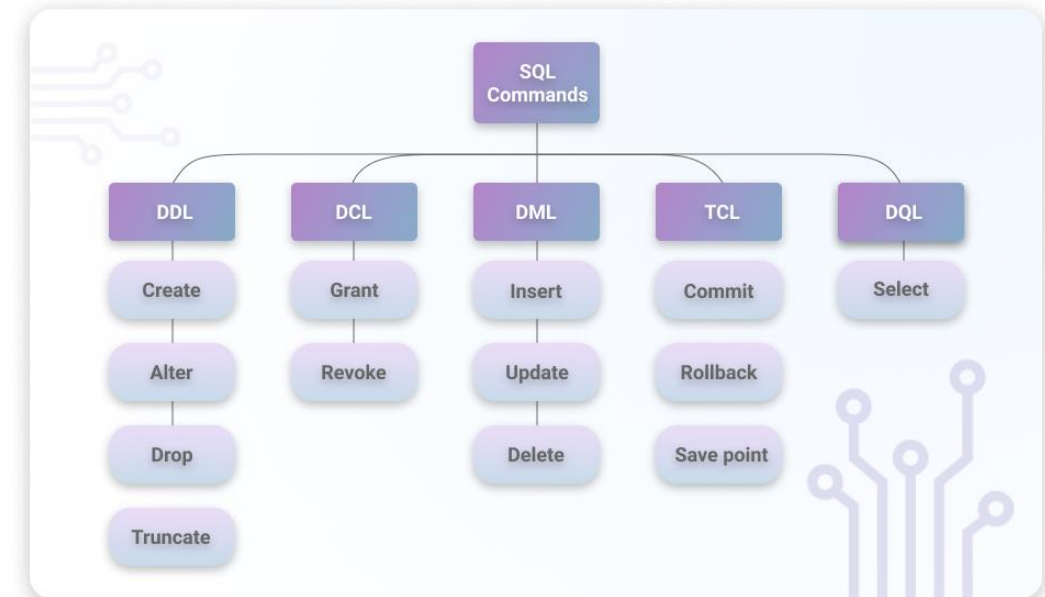 SQL
Commands
DDL
DCL
DML
TCL
DQL
Create
Grant
Insert
Commit
Select
Alter
Revoke
Update
Rollback
Drop
Delete
Save point
Truncate